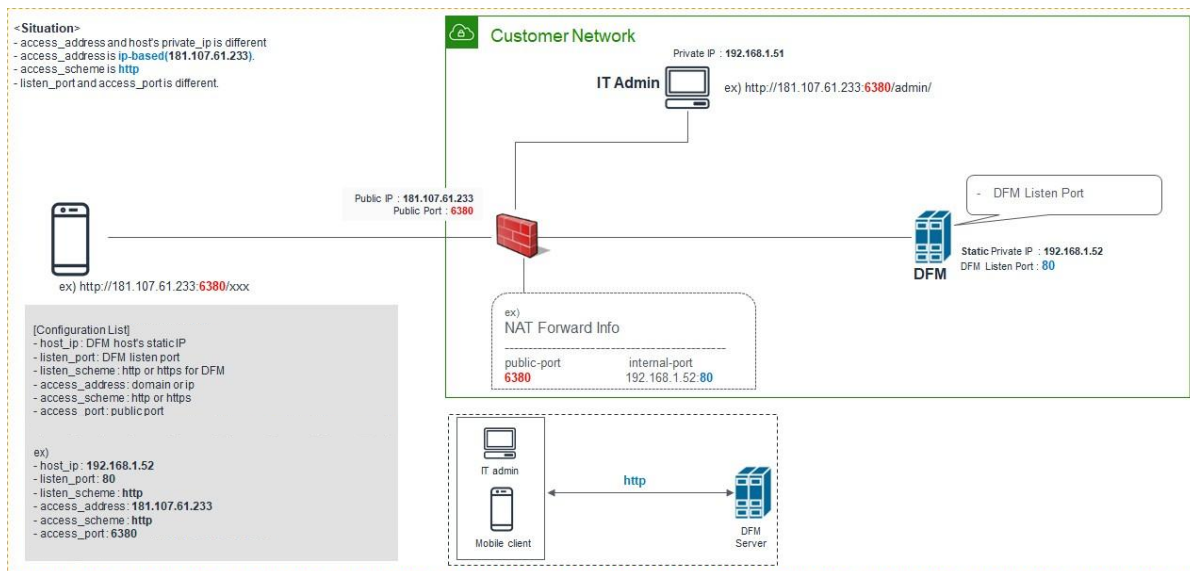 <Situation>
- access_address and host's private_ip is different
- access_address is ip-based(181.107.61.233).
- access_scheme is http
- listen_port and access_port is different.
Customer Network
Private IP : 192.168.1.51
IT Admin
ex) http://181.107.61.233:6380/admin/
Public IP : 181.107.61.233
Public Port : 6380
- DFM Listen Port
Static Private IP : 192.168.1.52
DFM Listen Port : 80
DFM
ex) http://181.107.61.233:6380/xxx
ex)
NAT Forward Info
public-port internal-port
6380 192.168.1.52:80
[Configuration List]
- host_ip : DFM host's static IP
- listen_port : DFM listen port
- listen_scheme : http or https for DFM
- access_address : domain or ip
- access_scheme : http or https
- access_port : public port
ex)
- host_ip : 192.168.1.52
- listen_port : 80
- listen_scheme : http
- access_address : 181.107.61.233
- access_scheme : http
- access_port : 6380
IT admin
Mobile client
http
DFM
Server